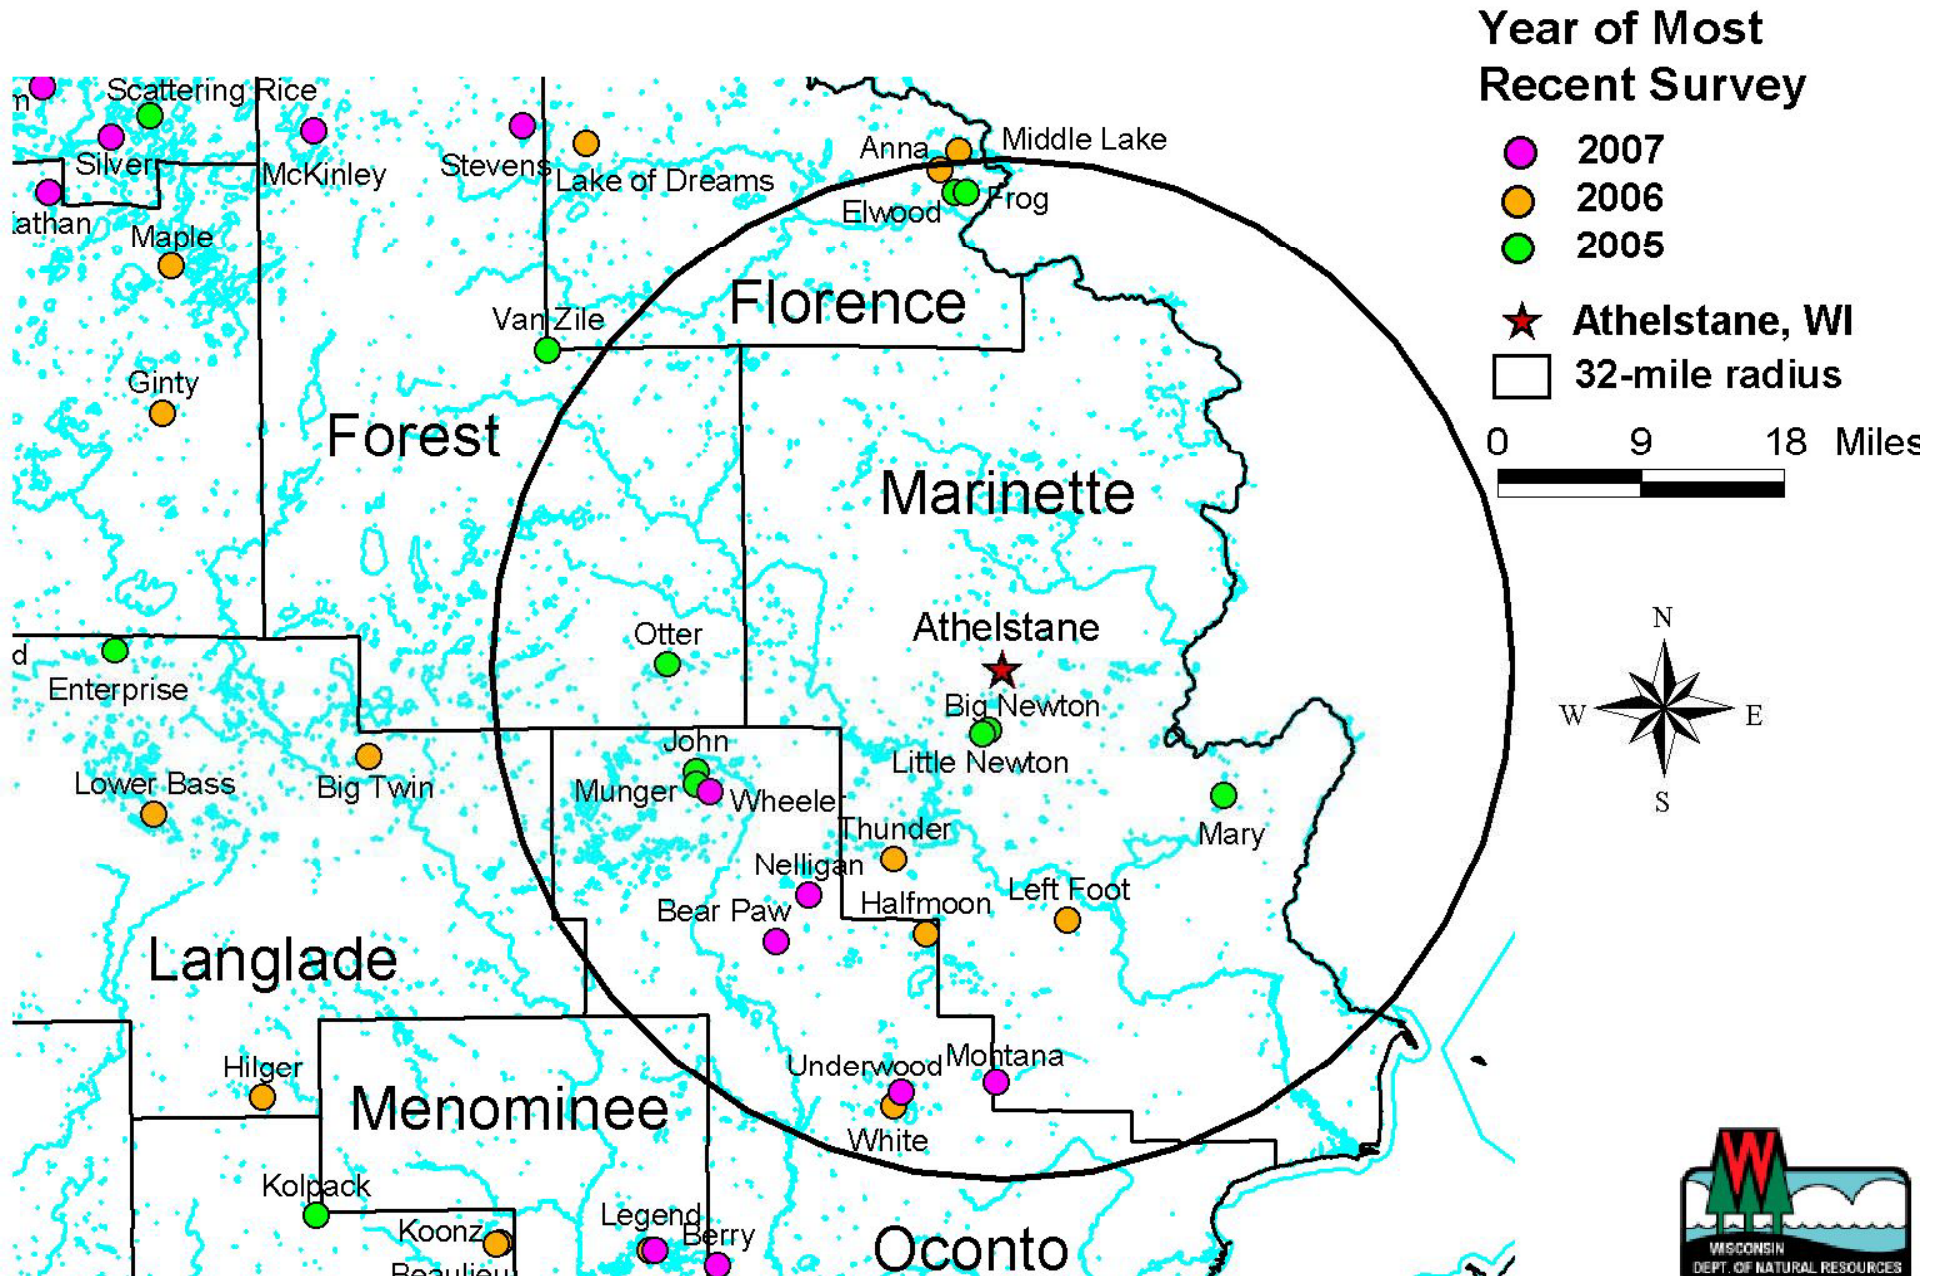 Year of Most
Recent Survey
2007
2006
2005
Athelstane, WI
32-mile radius
0 9 18 Miles
N
W E
S
m
Scattering Rice
Silver
McKinley
Stevens
Lake of Dreams
Anna
Middle Lake
athan
Elwood
Frog
Maple
Van Zile
Florence
Ginty
Forest
Marinette
Otter
Athelstane
d
Enterprise
Big Newton
John
Little Newton
Lower Bass
Big Twin
Munger
Wheeler
Thunder
Mary
Nelligan
Bear Paw
Halfmoon
Left Foot
Langlade
Hilger
Underwood
Montana
Menominee
White
Kolpack
Koonz
Legend
Berry
Beaulieu
Oconto
W
WISCONSIN
DEPT. OF NATURAL RESOURCES